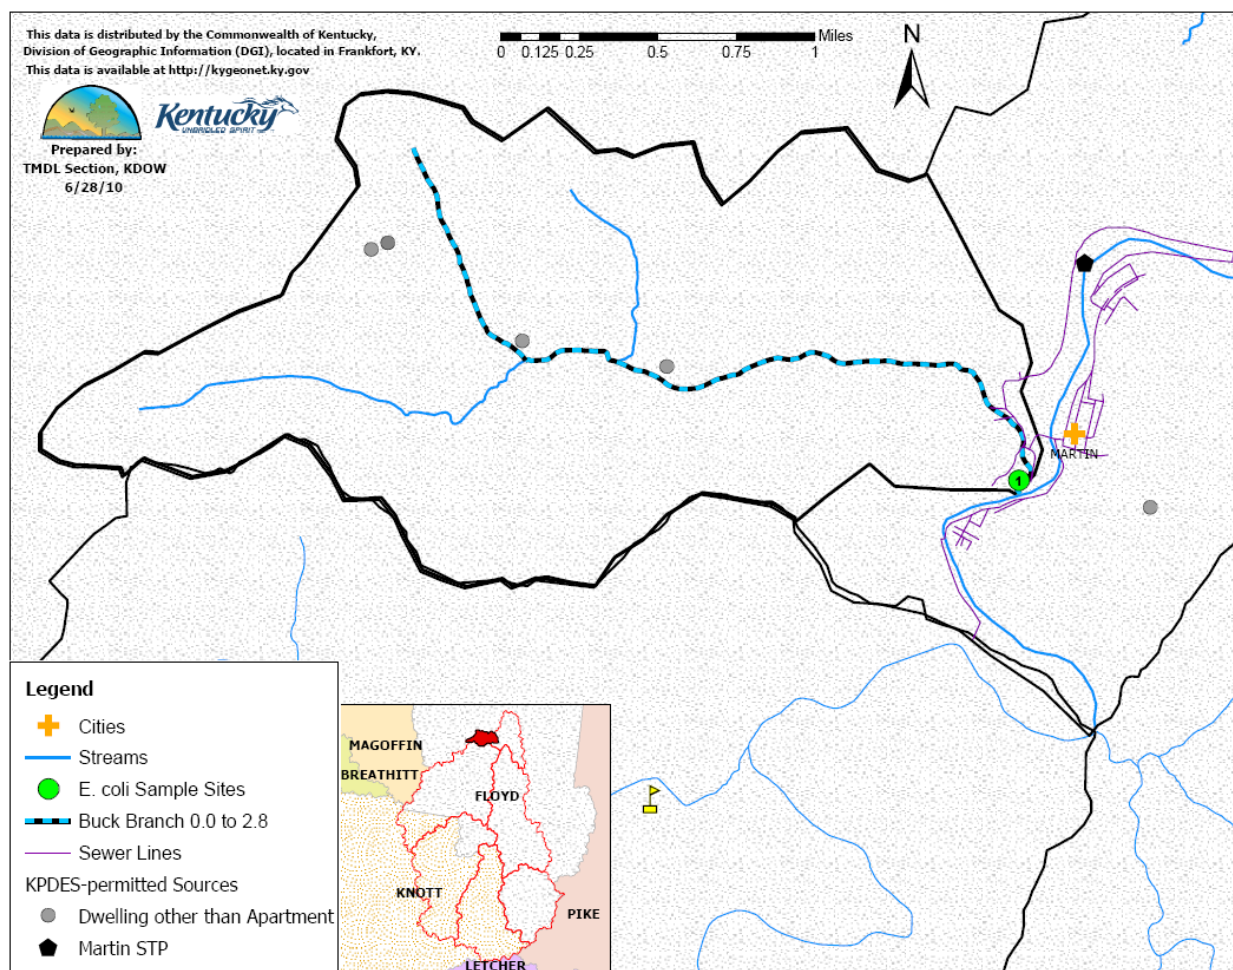 This data is distributed by the Commonwealth of Kentucky,
Division of Geographic Information (DGI), located in Frankfort, KY.
This data is available at http://kygeonet.ky.gov
Kentucky
UNBRIDLED SPIRIT
Prepared by:
TMDL Section, KDOW
6/28/10
Miles
0 0.125 0.25 0.5 0.75 1
N
MARTIN
1
Legend
Cities
Streams
E. coli Sample Sites
Buck Branch 0.0 to 2.8
Sewer Lines
KPDES-permitted Sources
Dwelling other than Apartment
Martin STP
MAGOFFIN
BREATHITT
FLOYD
KNOTT
PIKE
LETCHER